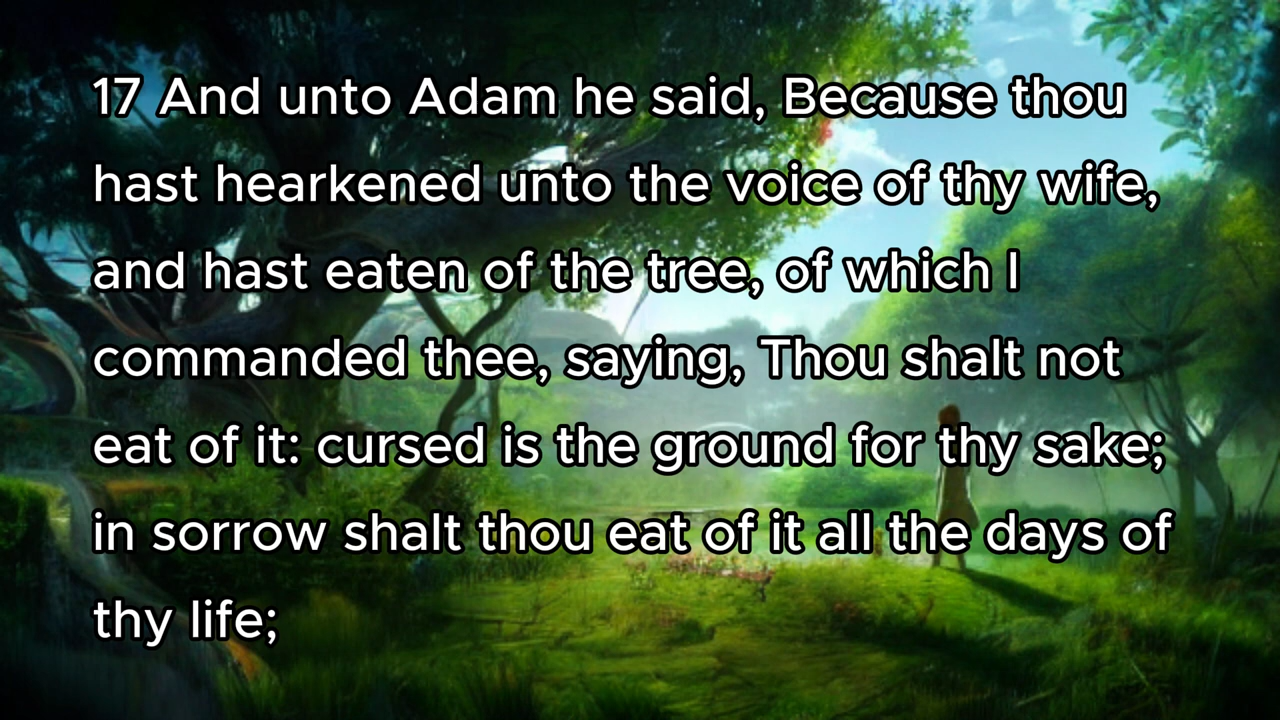 17 And unto Adam he said, Because thou
hast hearkened unto the voice of thy wife,
and hast eaten of the tree, of which I
commanded thee, saying, Thou shalt not
eat of it: cursed is the ground for thy sake;
in sorrow shalt thou eat of it all the days of
thy life;